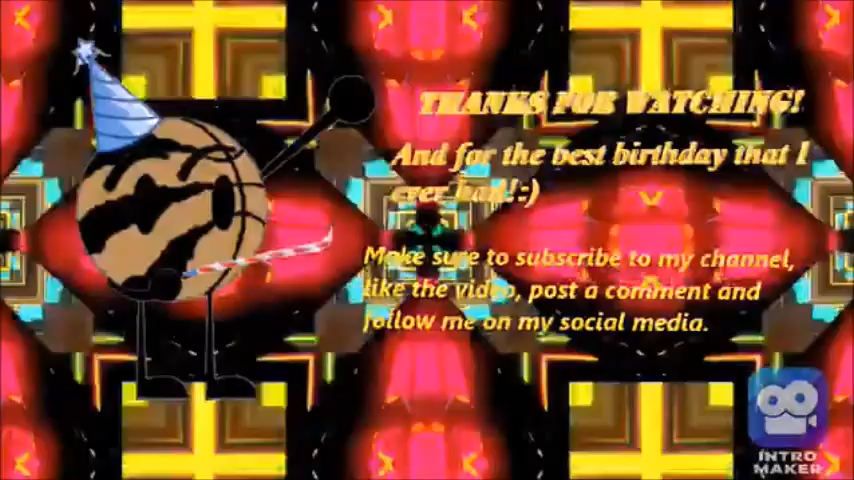 THANKS FOR WATCHING!
And for the best birthday that I
ever had!:)
Make sure to subscribe to my channel,
like the video, post a comment and
follow me on my social media.
INTRO
MAKER